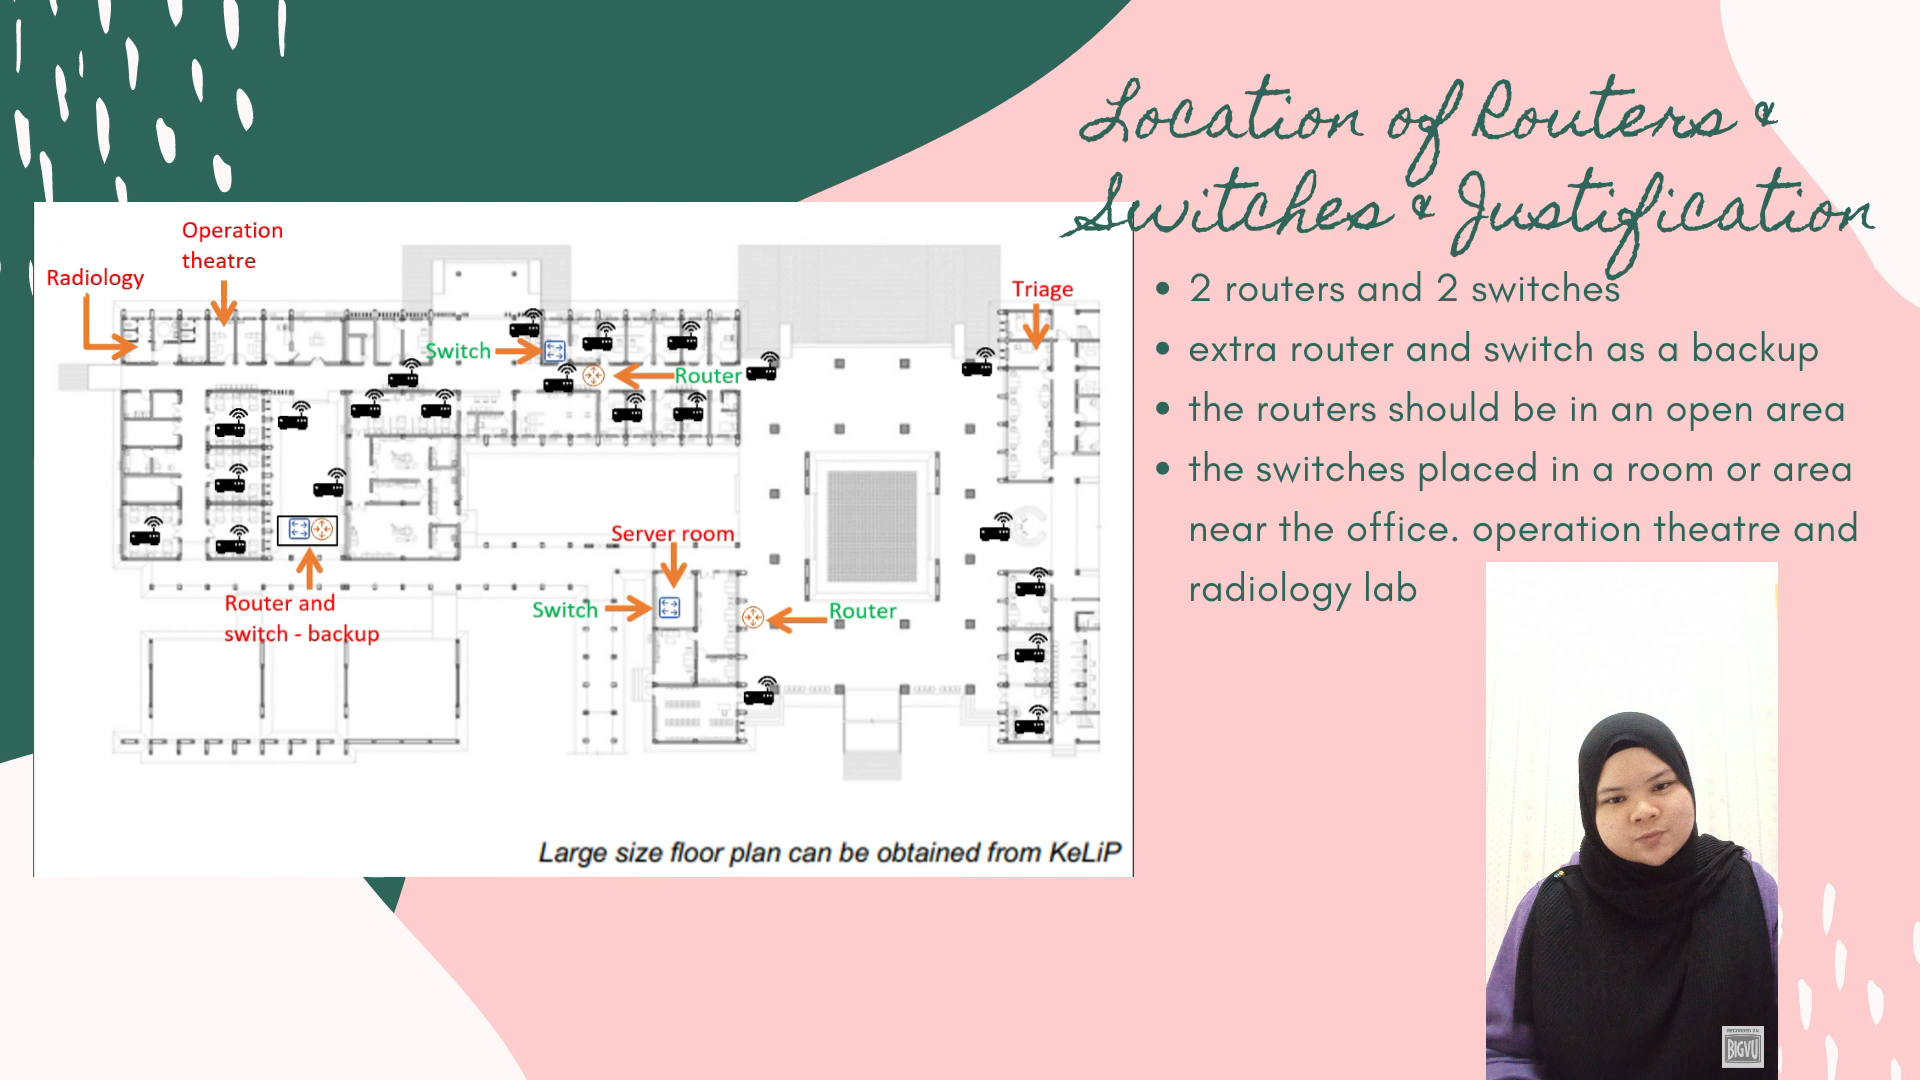 Location of Routers &
Switches & Justification
2 routers and 2 switches
extra router and switch as a backup
the routers should be in an open area
the switches placed in a room or area
near the office. operation theatre and
radiology lab
Operation
theatre
Radiology
Triage
Switch
Router
Server room
Router and
switch - backup
Switch
Router
Large size floor plan can be obtained from KeLiP
RECORDED ON
BIGVU